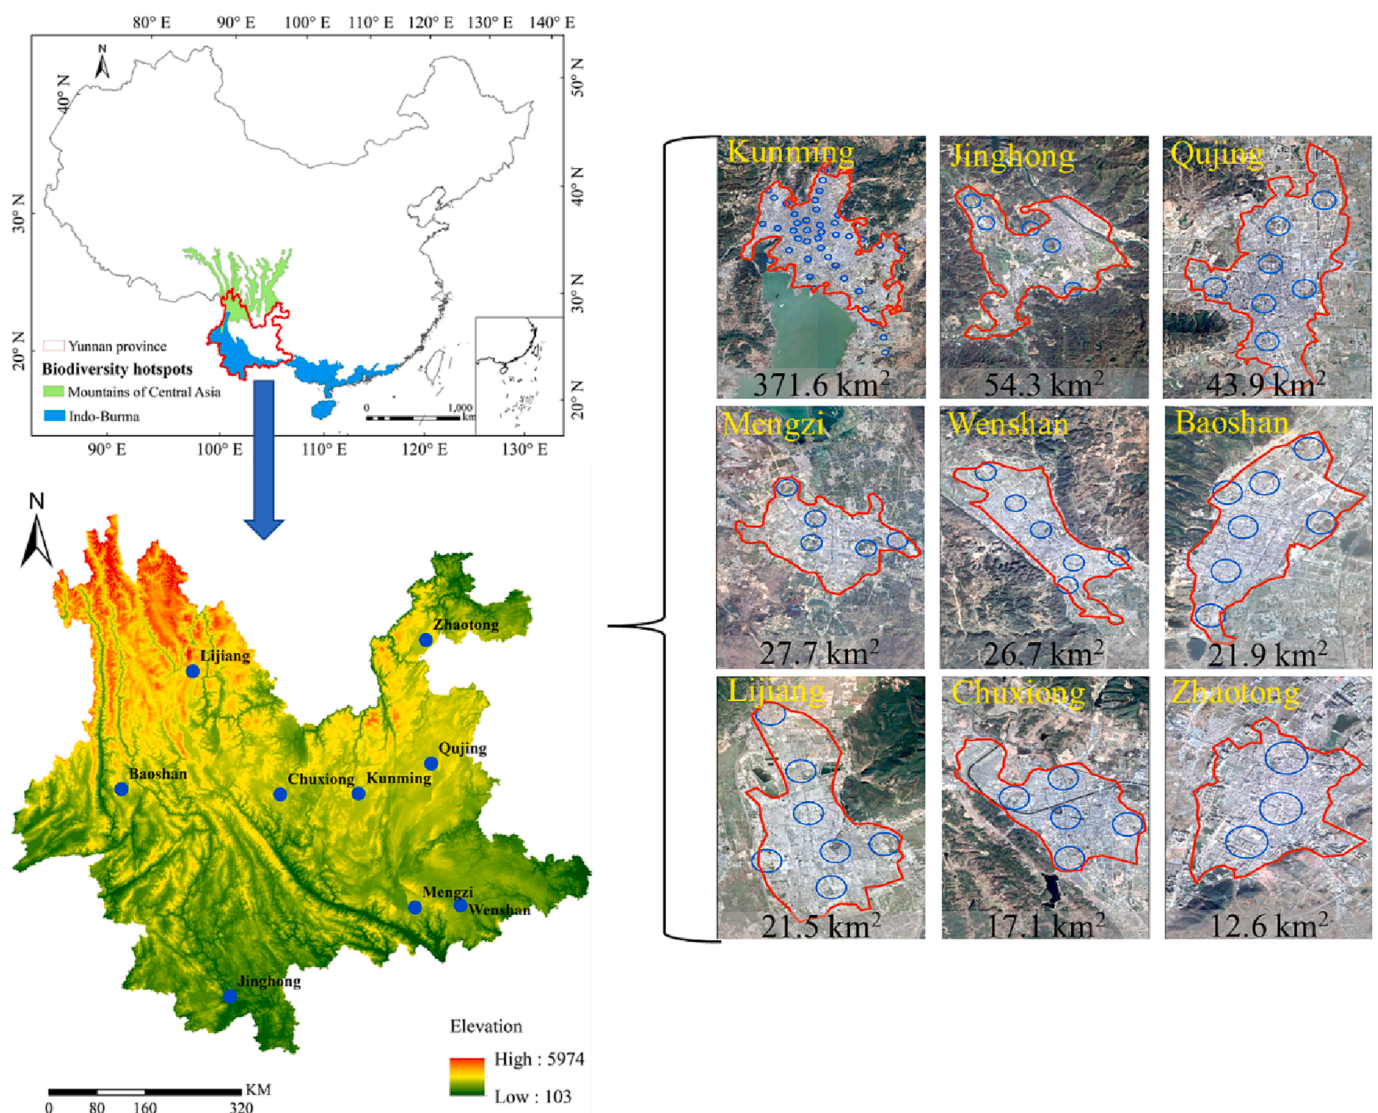 80° E 90° E 100° E 110° E 120° E 130° E 140° E
N
40° N
30° N
20° N
50° N
40° N
30° N
20° N
Yunnan province
Biodiversity hotspots
Mountains of Central Asia
Indo-Burma
0 1,000
km
90° E 100° E 110° E 120° E 130° E
N
Zhaotong
Lijiang
Qujing
Baoshan
Chuxiong
Kunming
Mengzi
Wenshan
Jinghong
Elevation
High : 5974
Low : 103
KM
0 80 160 320
Kunming
371.6 km²
Jinghong
54.3 km²
Qujing
43.9 km²
Mengzi
27.7 km²
Wenshan
26.7 km²
Baoshan
21.9 km²
Lijiang
21.5 km²
Chuxiong
17.1 km²
Zhaotong
12.6 km²